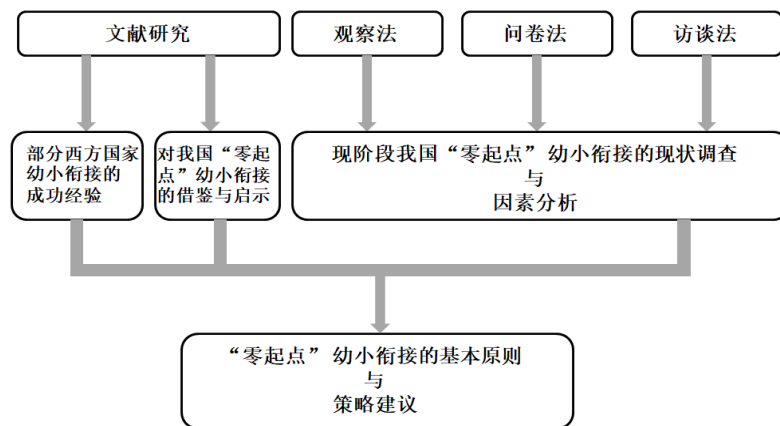 文献研究
观察法
问卷法
访谈法
部分西方国家
幼小衔接的
成功经验
对我国“零起
点”幼小衔接
的借鉴与启示
现阶段我国“零起点”幼小衔接的现状调查
与
因素分析
“零起点”幼小衔接的基本原则
与
策略建议